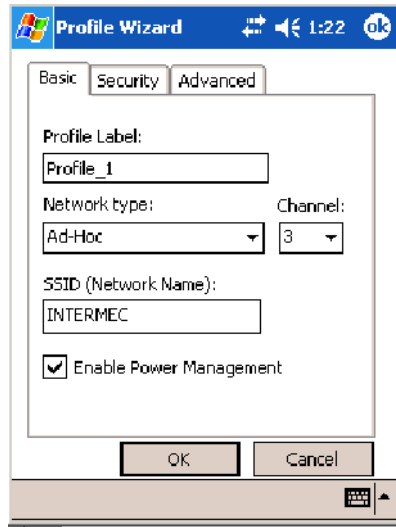 Profile Wizard 1:22 ok
Basic Security Advanced
Profile Label:
Profile_1
Network type: Channel:
Ad-Hoc 3
SSID (Network Name):
INTERMEC
Enable Power Management
OK Cancel